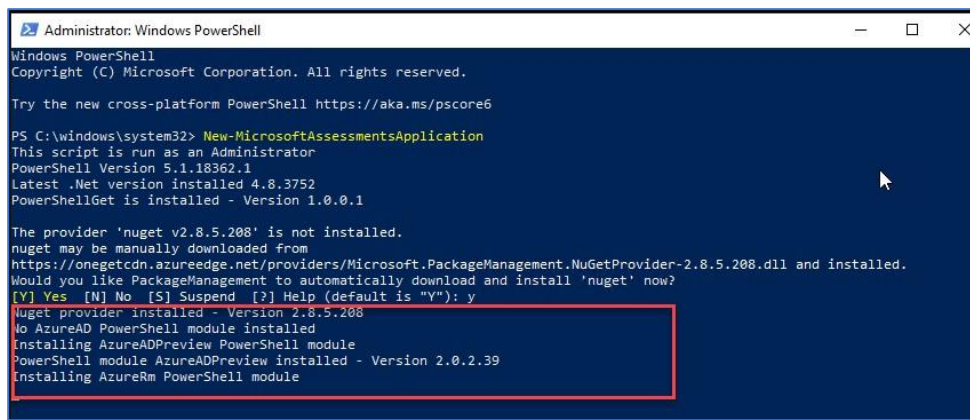 Administrator: Windows PowerShell
Windows PowerShell
Copyright (C) Microsoft Corporation. All rights reserved.
Try the new cross-platform PowerShell https://aka.ms/pscore6
PS C:\windows\system32> New-MicrosoftAssessmentsApplication
This script is run as an Administrator
PowerShell Version 5.1.18362.1
Latest .Net version installed 4.8.3752
PowerShellGet is installed - Version 1.0.0.1
The provider 'nuget v2.8.5.208' is not installed.
nuget may be manually downloaded from
https://onegetcdn.azureedge.net/providers/Microsoft.PackageManagement.NuGetProvider-2.8.5.208.dll and installed.
Would you like PackageManagement to automatically download and install 'nuget' now?
[Y] Yes  [N] No  [S] Suspend  [?] Help (default is "Y"): y
Nuget provider installed - Version 2.8.5.208
No AzureAD PowerShell module installed
Installing AzureADPreview PowerShell module
PowerShell module AzureADPreview installed - Version 2.0.2.39
Installing AzureRm PowerShell module